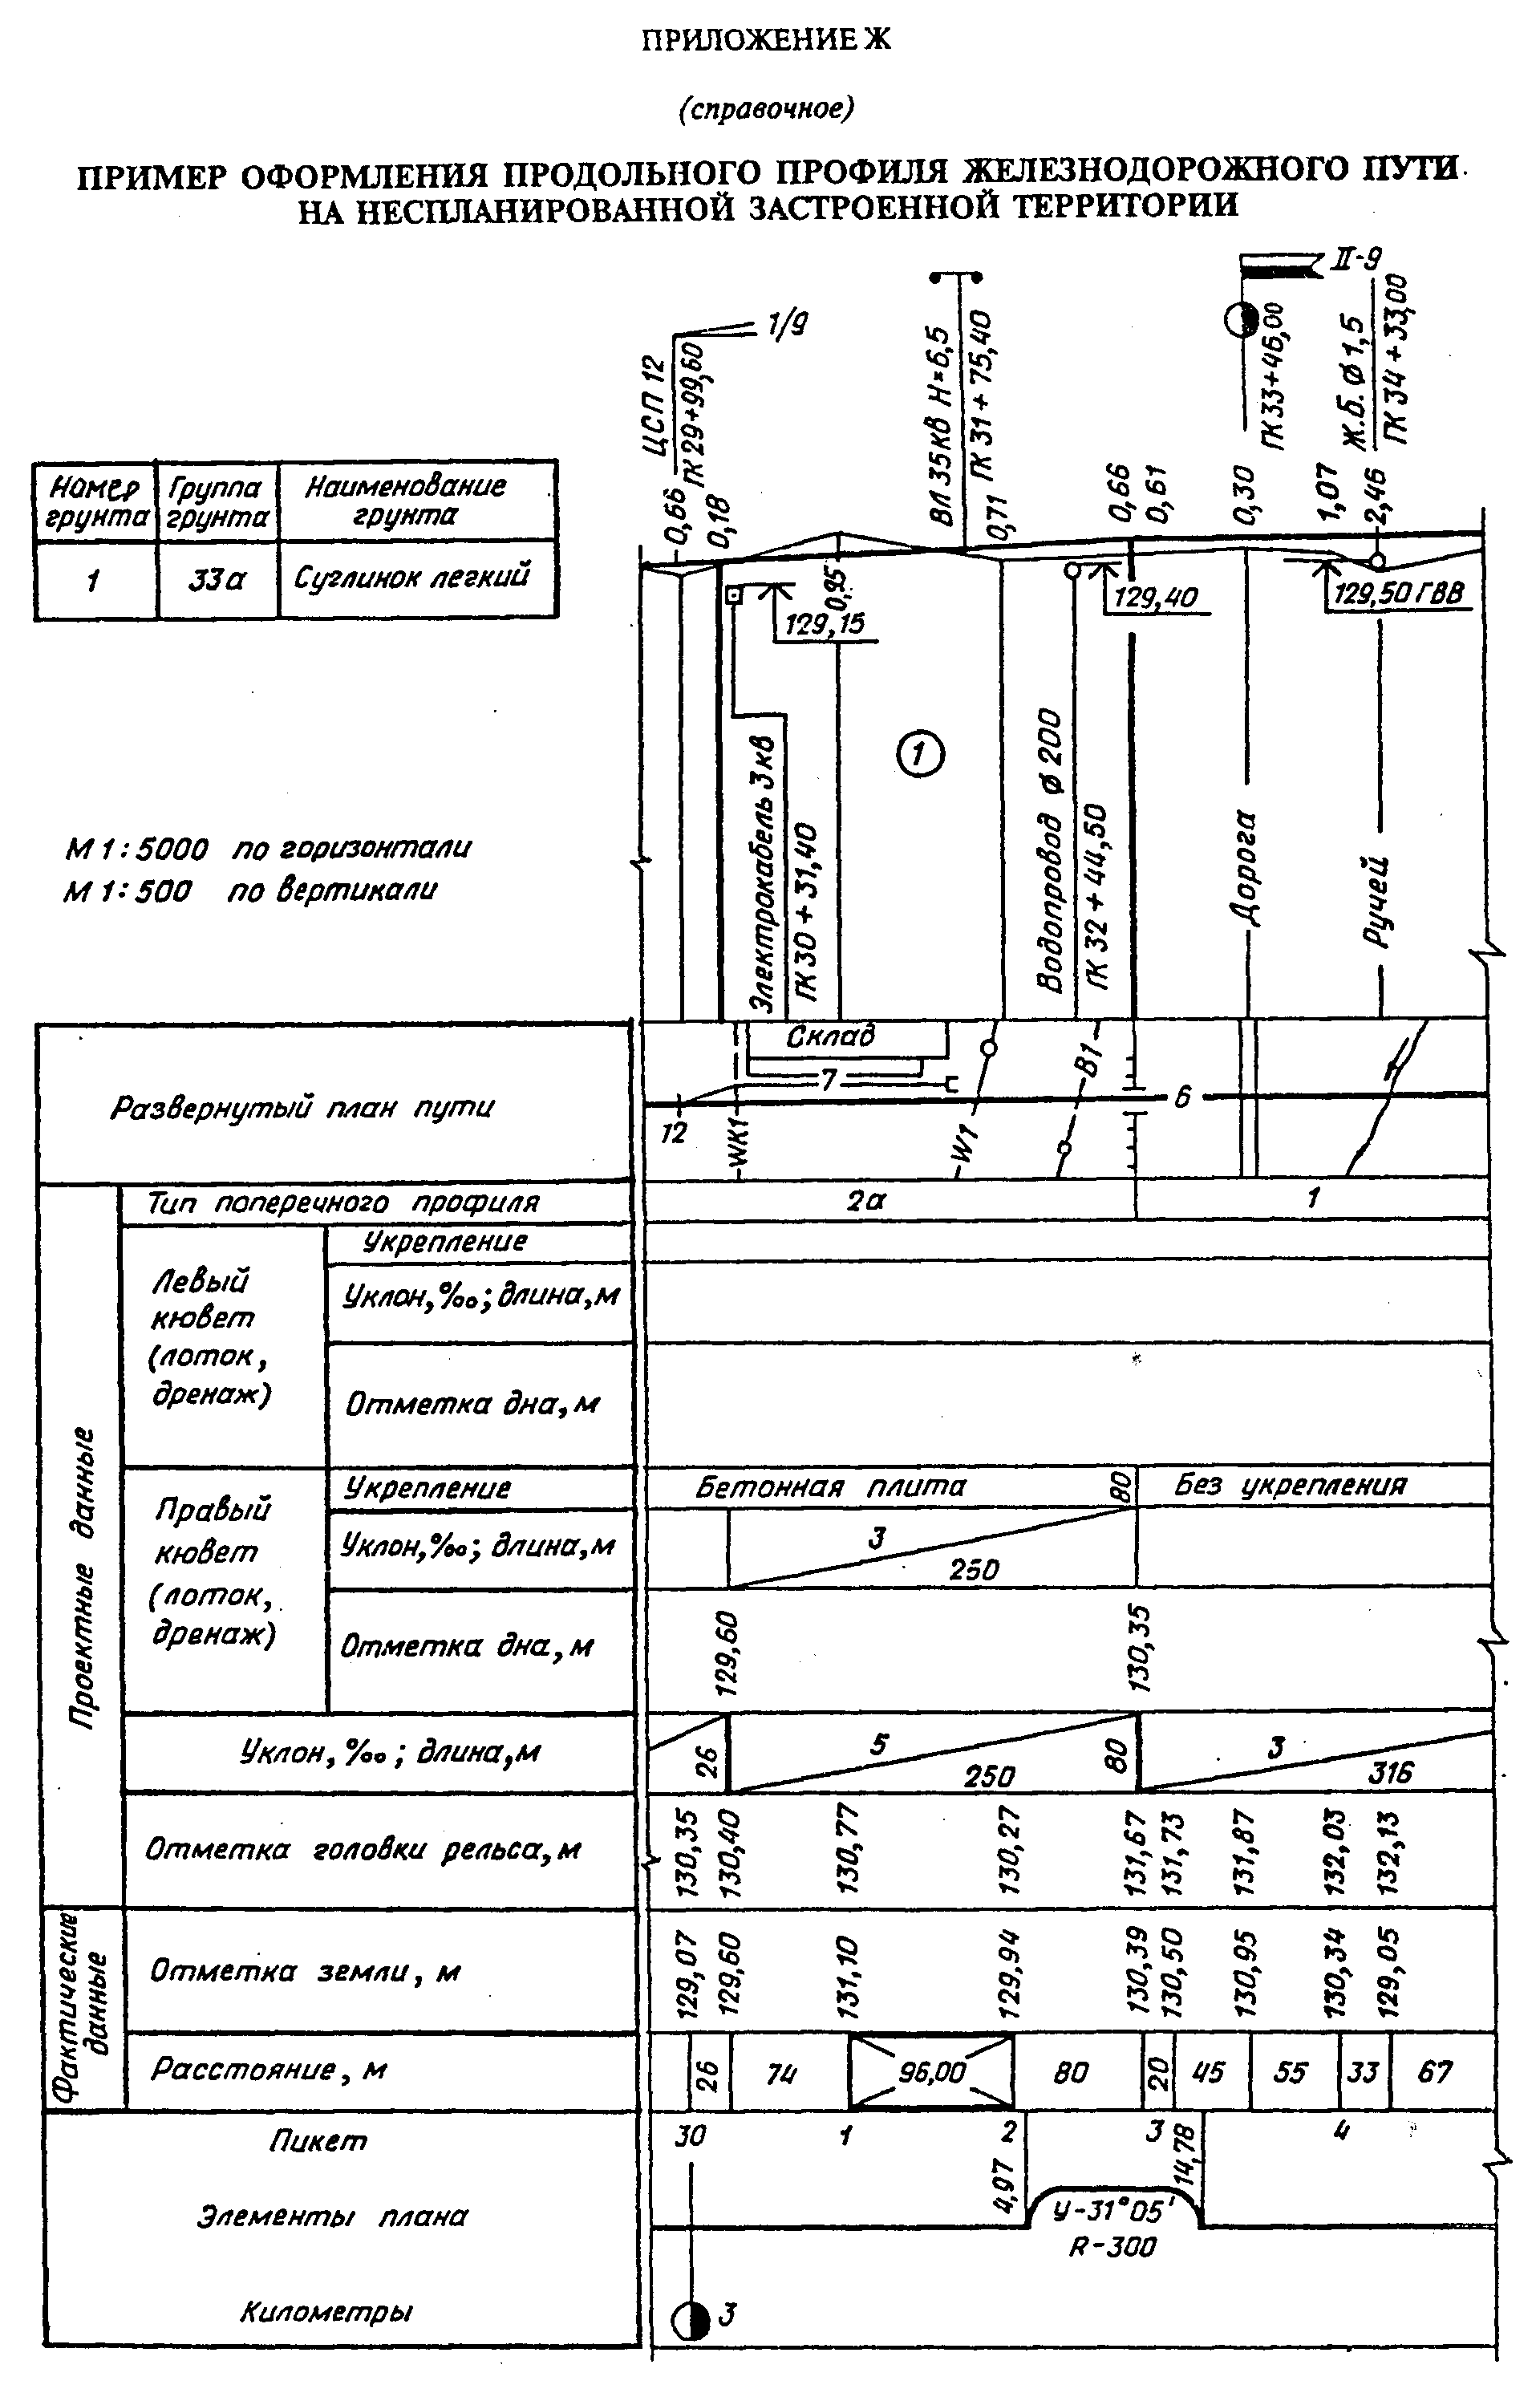 ПРИЛОЖЕНИЕ Ж
(справочное)
ПРИМЕР ОФОРМЛЕНИЯ ПРОДОЛЬНОГО ПРОФИЛЯ ЖЕЛЕЗНОДОРОЖНОГО ПУТИ
НА НЕСПЛАНИРОВАННОЙ ЗАСТРОЕННОЙ ТЕРРИТОРИИ
II-9
1/9
ЦСП 12
ПК 29+99,60
ВЛ 35кВ Н=6,5
ПК 31+75,40
ПК 33+46,00
Ж.б. Ø 1,5
ПК 34+33,00
0,66
0,18
0,71
0,66
0,61
0,30
1,07
2,46
Номер грунта
Группа грунта
Наименование грунта
1
33а
Суглинок легкий
0,95
129,15
129,40
129,50 ГВВ
1
Электрокабель 3кв
ПК 30+31,40
Водопровод Ø 200
ПК 32+44,50
Дорога
Ручей
М 1:5000 по горизонтали
М 1:500 по вертикали
Развернутый план пути
Склад
7
12
WК1
W1
В1
6
Проектные данные
Тип поперечного профиля
2а
1
Левый кювет (лоток, дренаж)
Укрепление
Уклон,‰; длина,м
Отметка дна, м
Правый кювет (лоток, дренаж)
Укрепление
Бетонная плита
80
Без укрепления
Уклон,‰; длина,м
3
250
Отметка дна, м
129,60
130,35
Уклон,‰; длина,м
26
5
250
80
3
316
Отметка головки рельса, м
130,35
130,40
130,77
130,27
131,67
131,73
131,87
132,03
132,13
Фактические данные
Отметка земли, м
129,07
129,60
131,10
129,94
130,39
130,50
130,95
130,34
129,05
Расстояние, м
26
74
96,00
80
20
45
55
33
67
Пикет
30
1
2
3
4
4,97
14,78
Элементы плана
У-31°05'
R-300
Километры
3